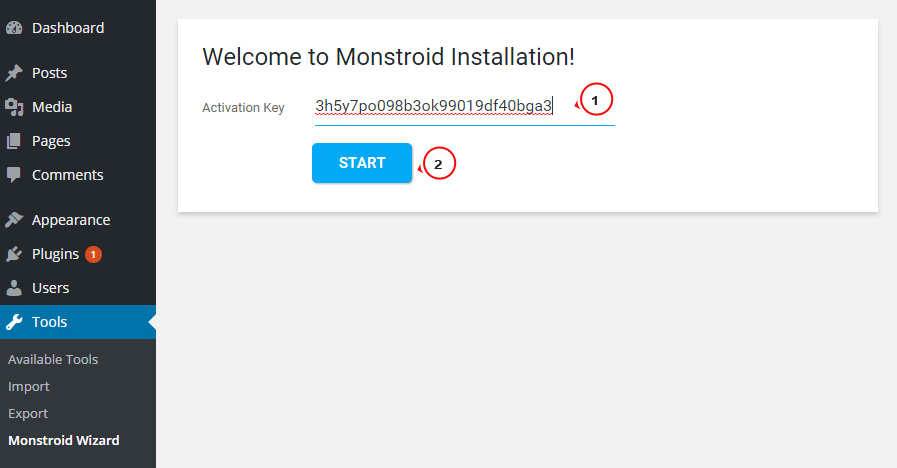 Dashboard
Posts
Media
Pages
Comments
Appearance
Plugins 1
Users
Tools
Available Tools
Import
Export
Monstroid Wizard
Welcome to Monstroid Installation!
Activation Key 3h5y7po098b3ok99019df40bga3 1
START 2